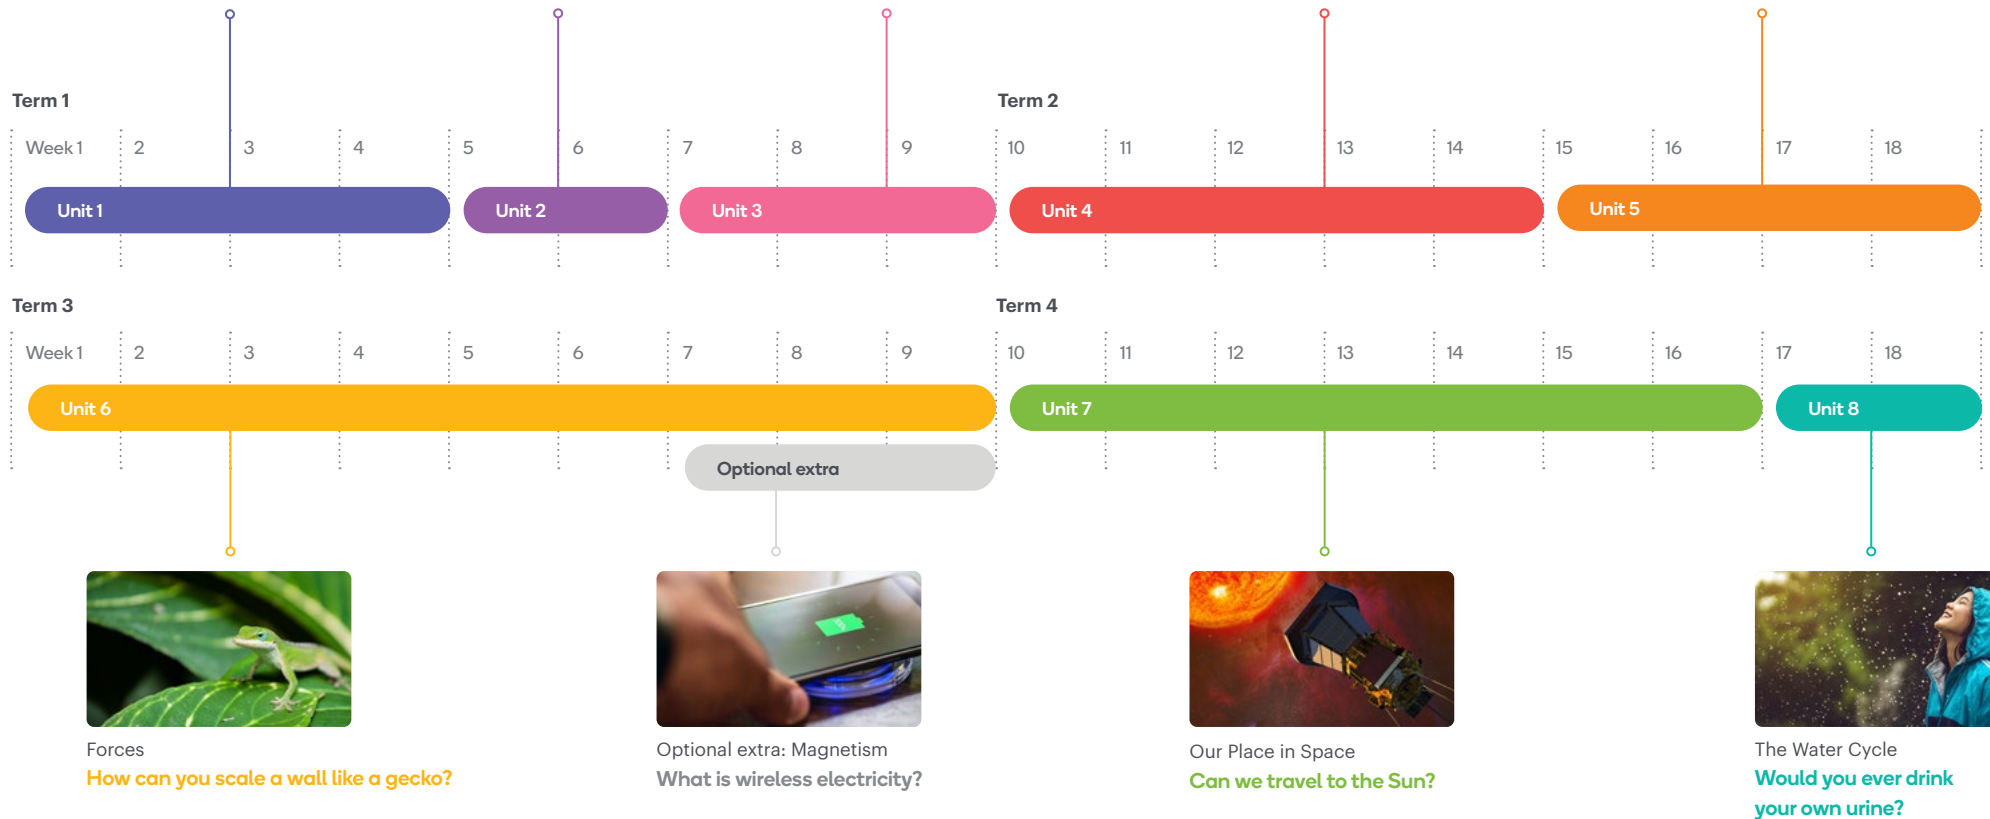 Term 1
Term 2
Week 1 2 3 4 5 6 7 8 9 10 11 12 13 14 15 16 17 18
Unit 1 Unit 2 Unit 3 Unit 4 Unit 5
Term 3
Term 4
Week 1 2 3 4 5 6 7 8 9 10 11 12 13 14 15 16 17 18
Unit 6 Unit 7 Unit 8
Optional extra
Forces
How can you scale a wall like a gecko?
Optional extra: Magnetism
What is wireless electricity?
Our Place in Space
Can we travel to the Sun?
The Water Cycle
Would you ever drink
your own urine?